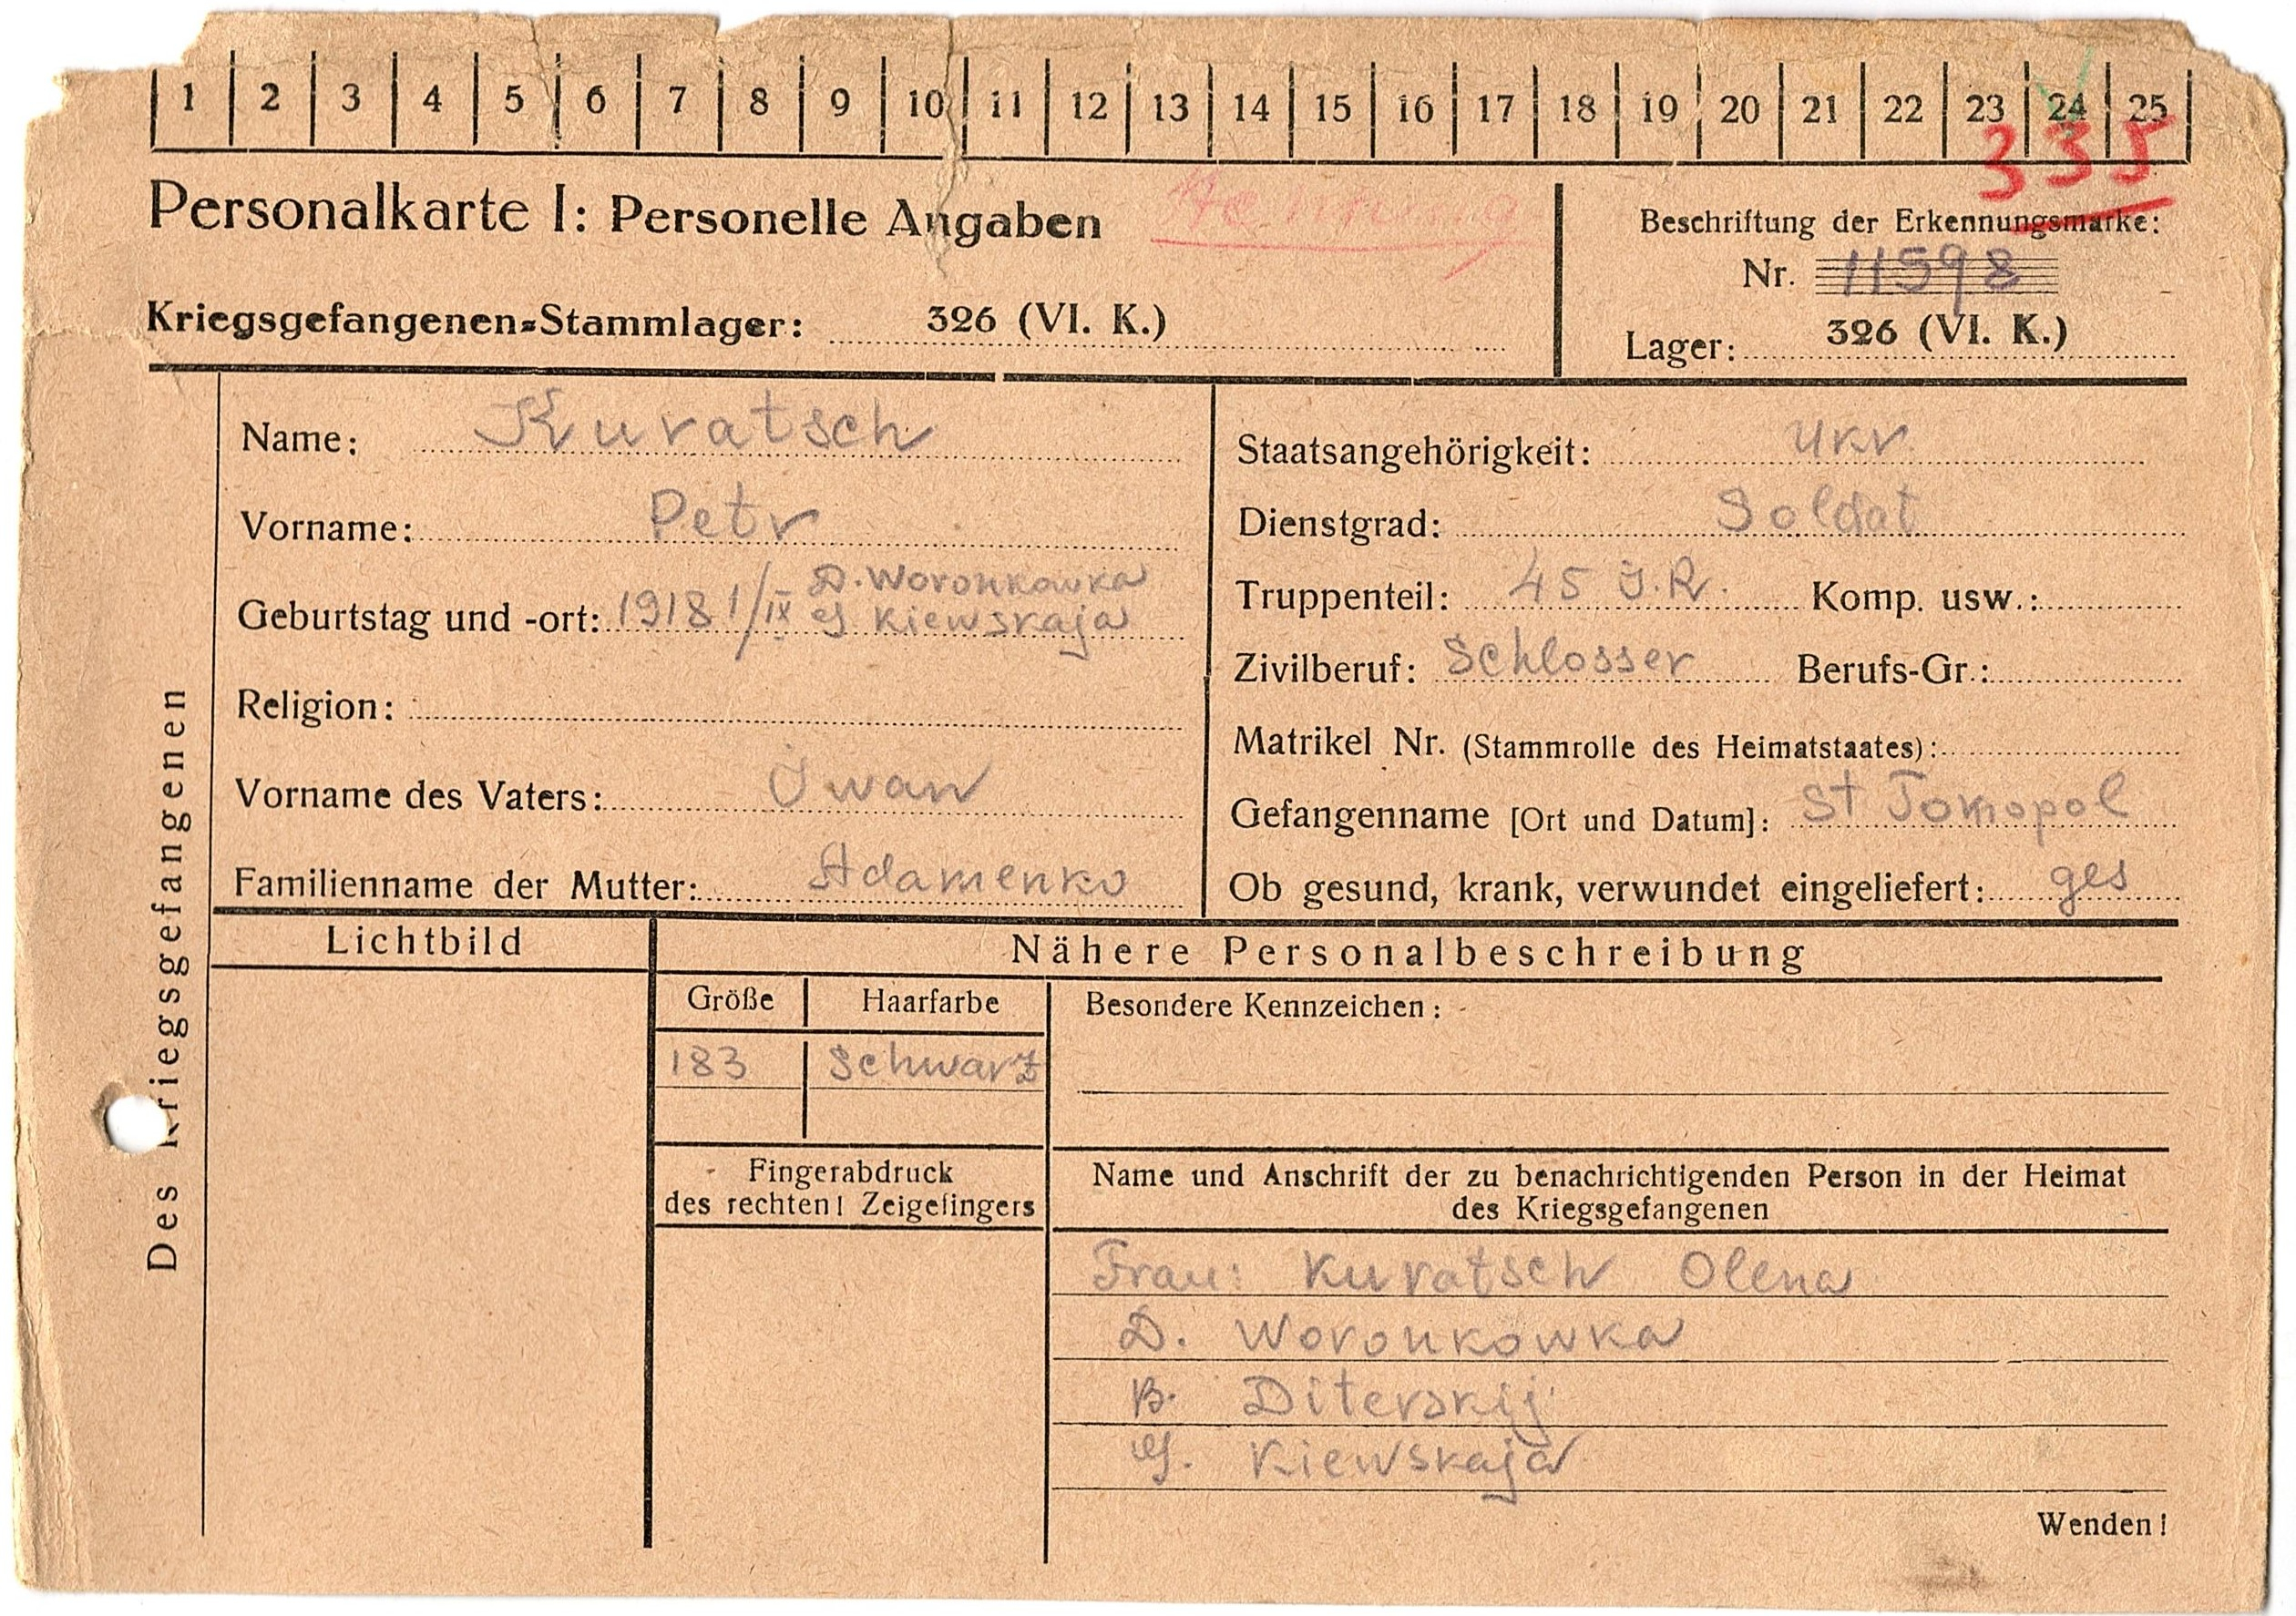 1 2 3 4 5 6 7 8 9 10 11 12 13 14 15 16 17 18 19 20 21 22 23 24 25
335
Personalkarte I: Personelle Angaben
Beschriftung der Erkennungsmarke:
Nr. 11598
Kriegsgefangenen=Stammlager: 326 (VI. K.)
Lager: 326 (VI. K.)
Des Kriegsgefangenen
Name: Kuratsch
Vorname: Petr
Geburtstag und -ort: 1918 1/IX D. Woronkowka
G. Kiewskaja
Religion:
Vorname des Vaters: Iwan
Familienname der Mutter: Adamenko
Staatsangehörigkeit: Ukr
Dienstgrad: Soldat
Truppenteil: 45 J.R. Komp. usw.:
Zivilberuf: Schlosser Berufs-Gr.:
Matrikel Nr. (Stammrolle des Heimatstaates):
Gefangenname [Ort und Datum]: St
Ob gesund, krank, verwundet eingeliefert: ges
Lichtbild
Nähere Personalbeschreibung
Größe Haarfarbe
183 Schwarz
Besondere Kennzeichen:
Fingerabdruck
des rechten! Zeigefingers
Name und Anschrift der zu benachrichtigenden Person in der Heimat
des Kriegsgefangenen
Frau: Kuratsch Olena
D. Woronkowka
B. Diterskij
G. Kiewskaja
Wenden!